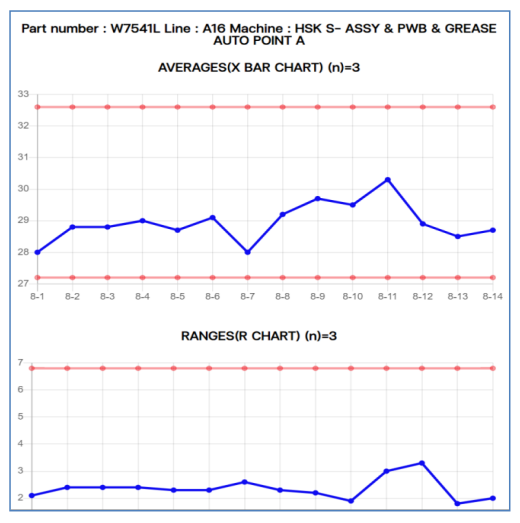 Part number : W7541L Line : A16 Machine : HSK S- ASSY & PWB & GREASE
AUTO POINT A
AVERAGES(X BAR CHART) (n)=3
33
32
31
30
29
28
27
8-1 8-2 8-3 8-4 8-5 8-6 8-7 8-8 8-9 8-10 8-11 8-12 8-13 8-14
RANGES(R CHART) (n)=3
7
6
5
4
3
2